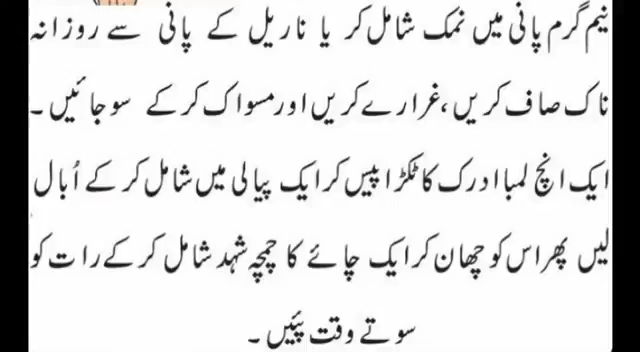 نیم گرم پانی میں نمک شامل کر یا ناریل کے پانی سے روزانہ
ناک صاف کریں، غرارے کریں اور مسواک کر کے سو جائیں۔
ایک انچ لمبا ادرک کا ٹکڑا پیس کر ایک پیالی میں شامل کر کے اُبال
لیں پھر اس کو چھان کر ایک چائے کا چمچہ شہد شامل کر کے رات کو
سوتے وقت پئیں۔